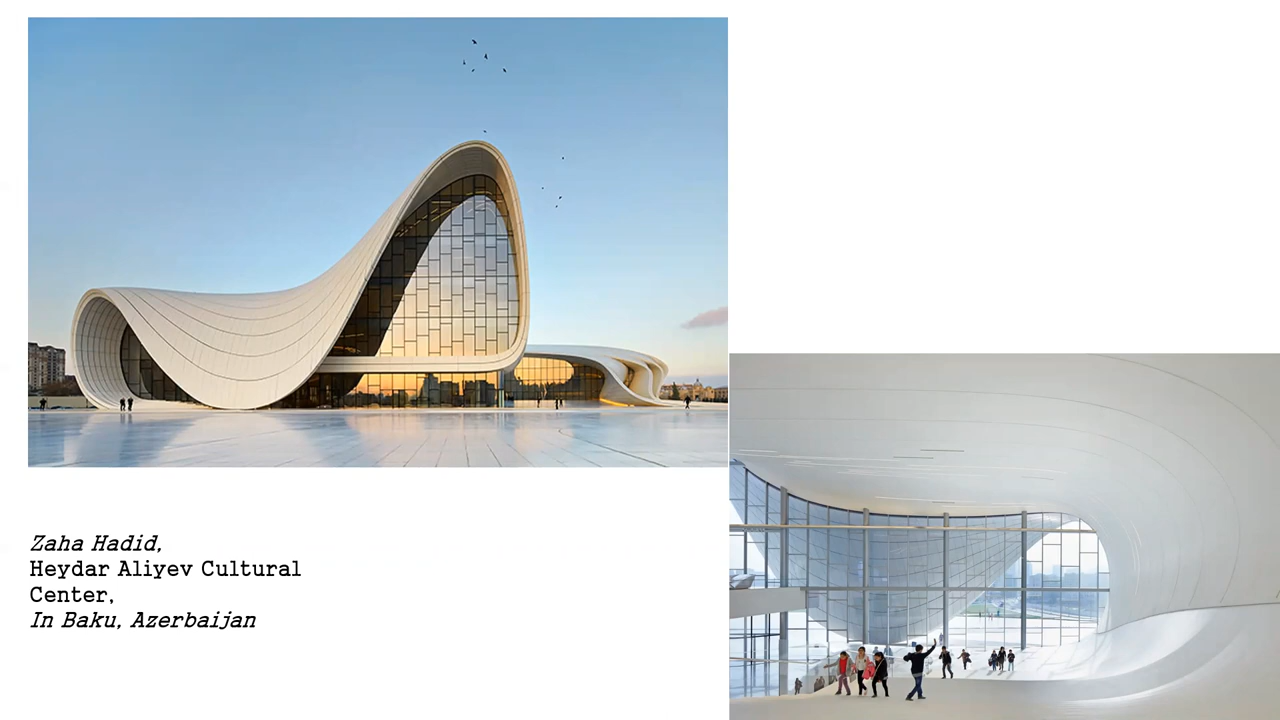 Zaha Hadid,
Heydar Aliyev Cultural
Center,
In Baku, Azerbaijan